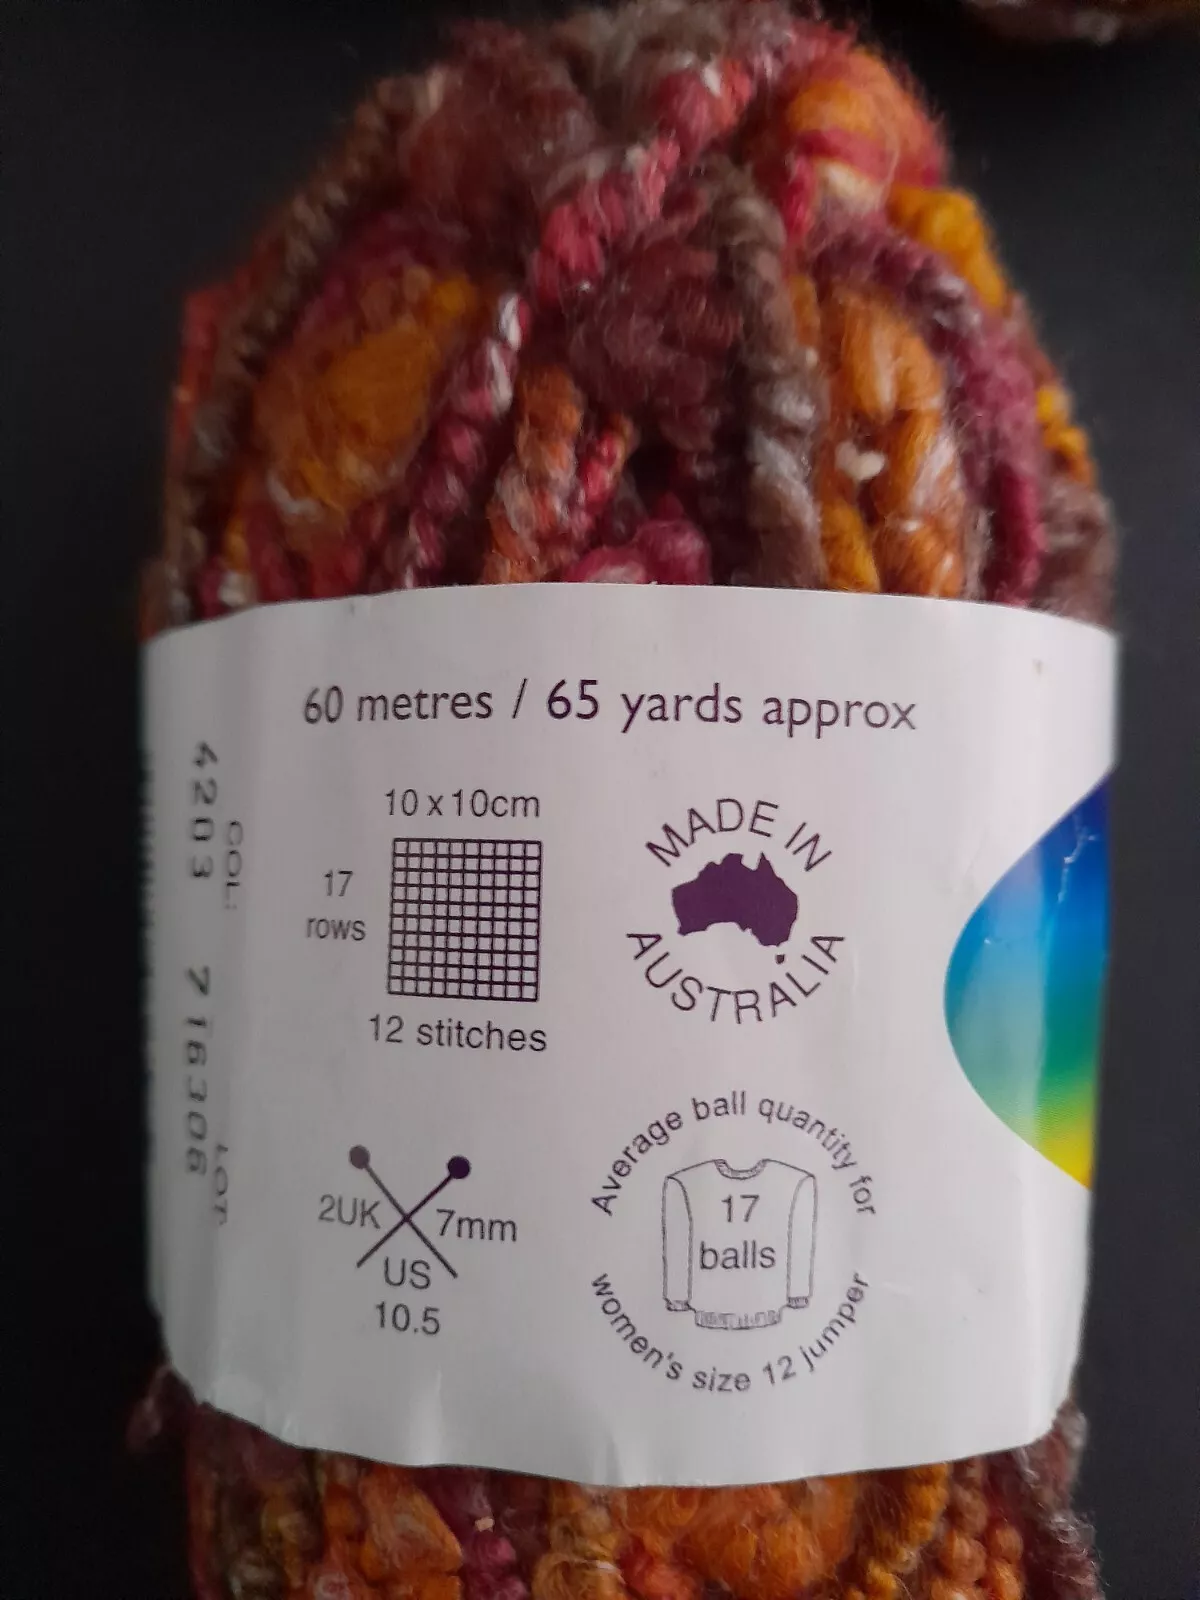 60 metres / 65 yards approx
10 x 10cm
17
rows
12 stitches
MADE IN
AUSTRALIA
2UK
7mm
US
10.5
Average ball quantity for
17
balls
women's size 12 jumper
COL:
4203
LOT:
716306